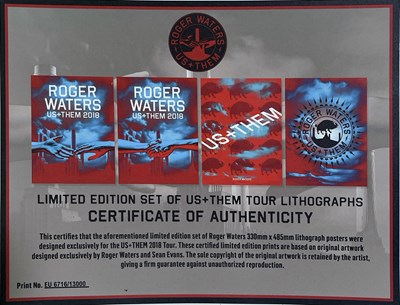 ROGER WATERS
US+THEM
ROGER
WATERS
US+THEM 2018
ROGER
WATERS
US+THEM 2018
US+THEM
ROGER WATERS
US+THEM
LIMITED EDITION SET OF US+THEM TOUR LITHOGRAPHS
CERTIFICATE OF AUTHENTICITY
This certifies that the aforementioned limited edition set of Roger Waters 330mm x 485mm lithograph posters were
designed exclusively for the US+THEM 2018 Tour. These certified limited edition prints are based on original artwork
designed exclusively by Roger Waters and Sean Evans. The sole copyright of the original artwork is retained by the artist,
giving a firm guarantee against unauthorized reproduction.
Print No. EU 6716/13000